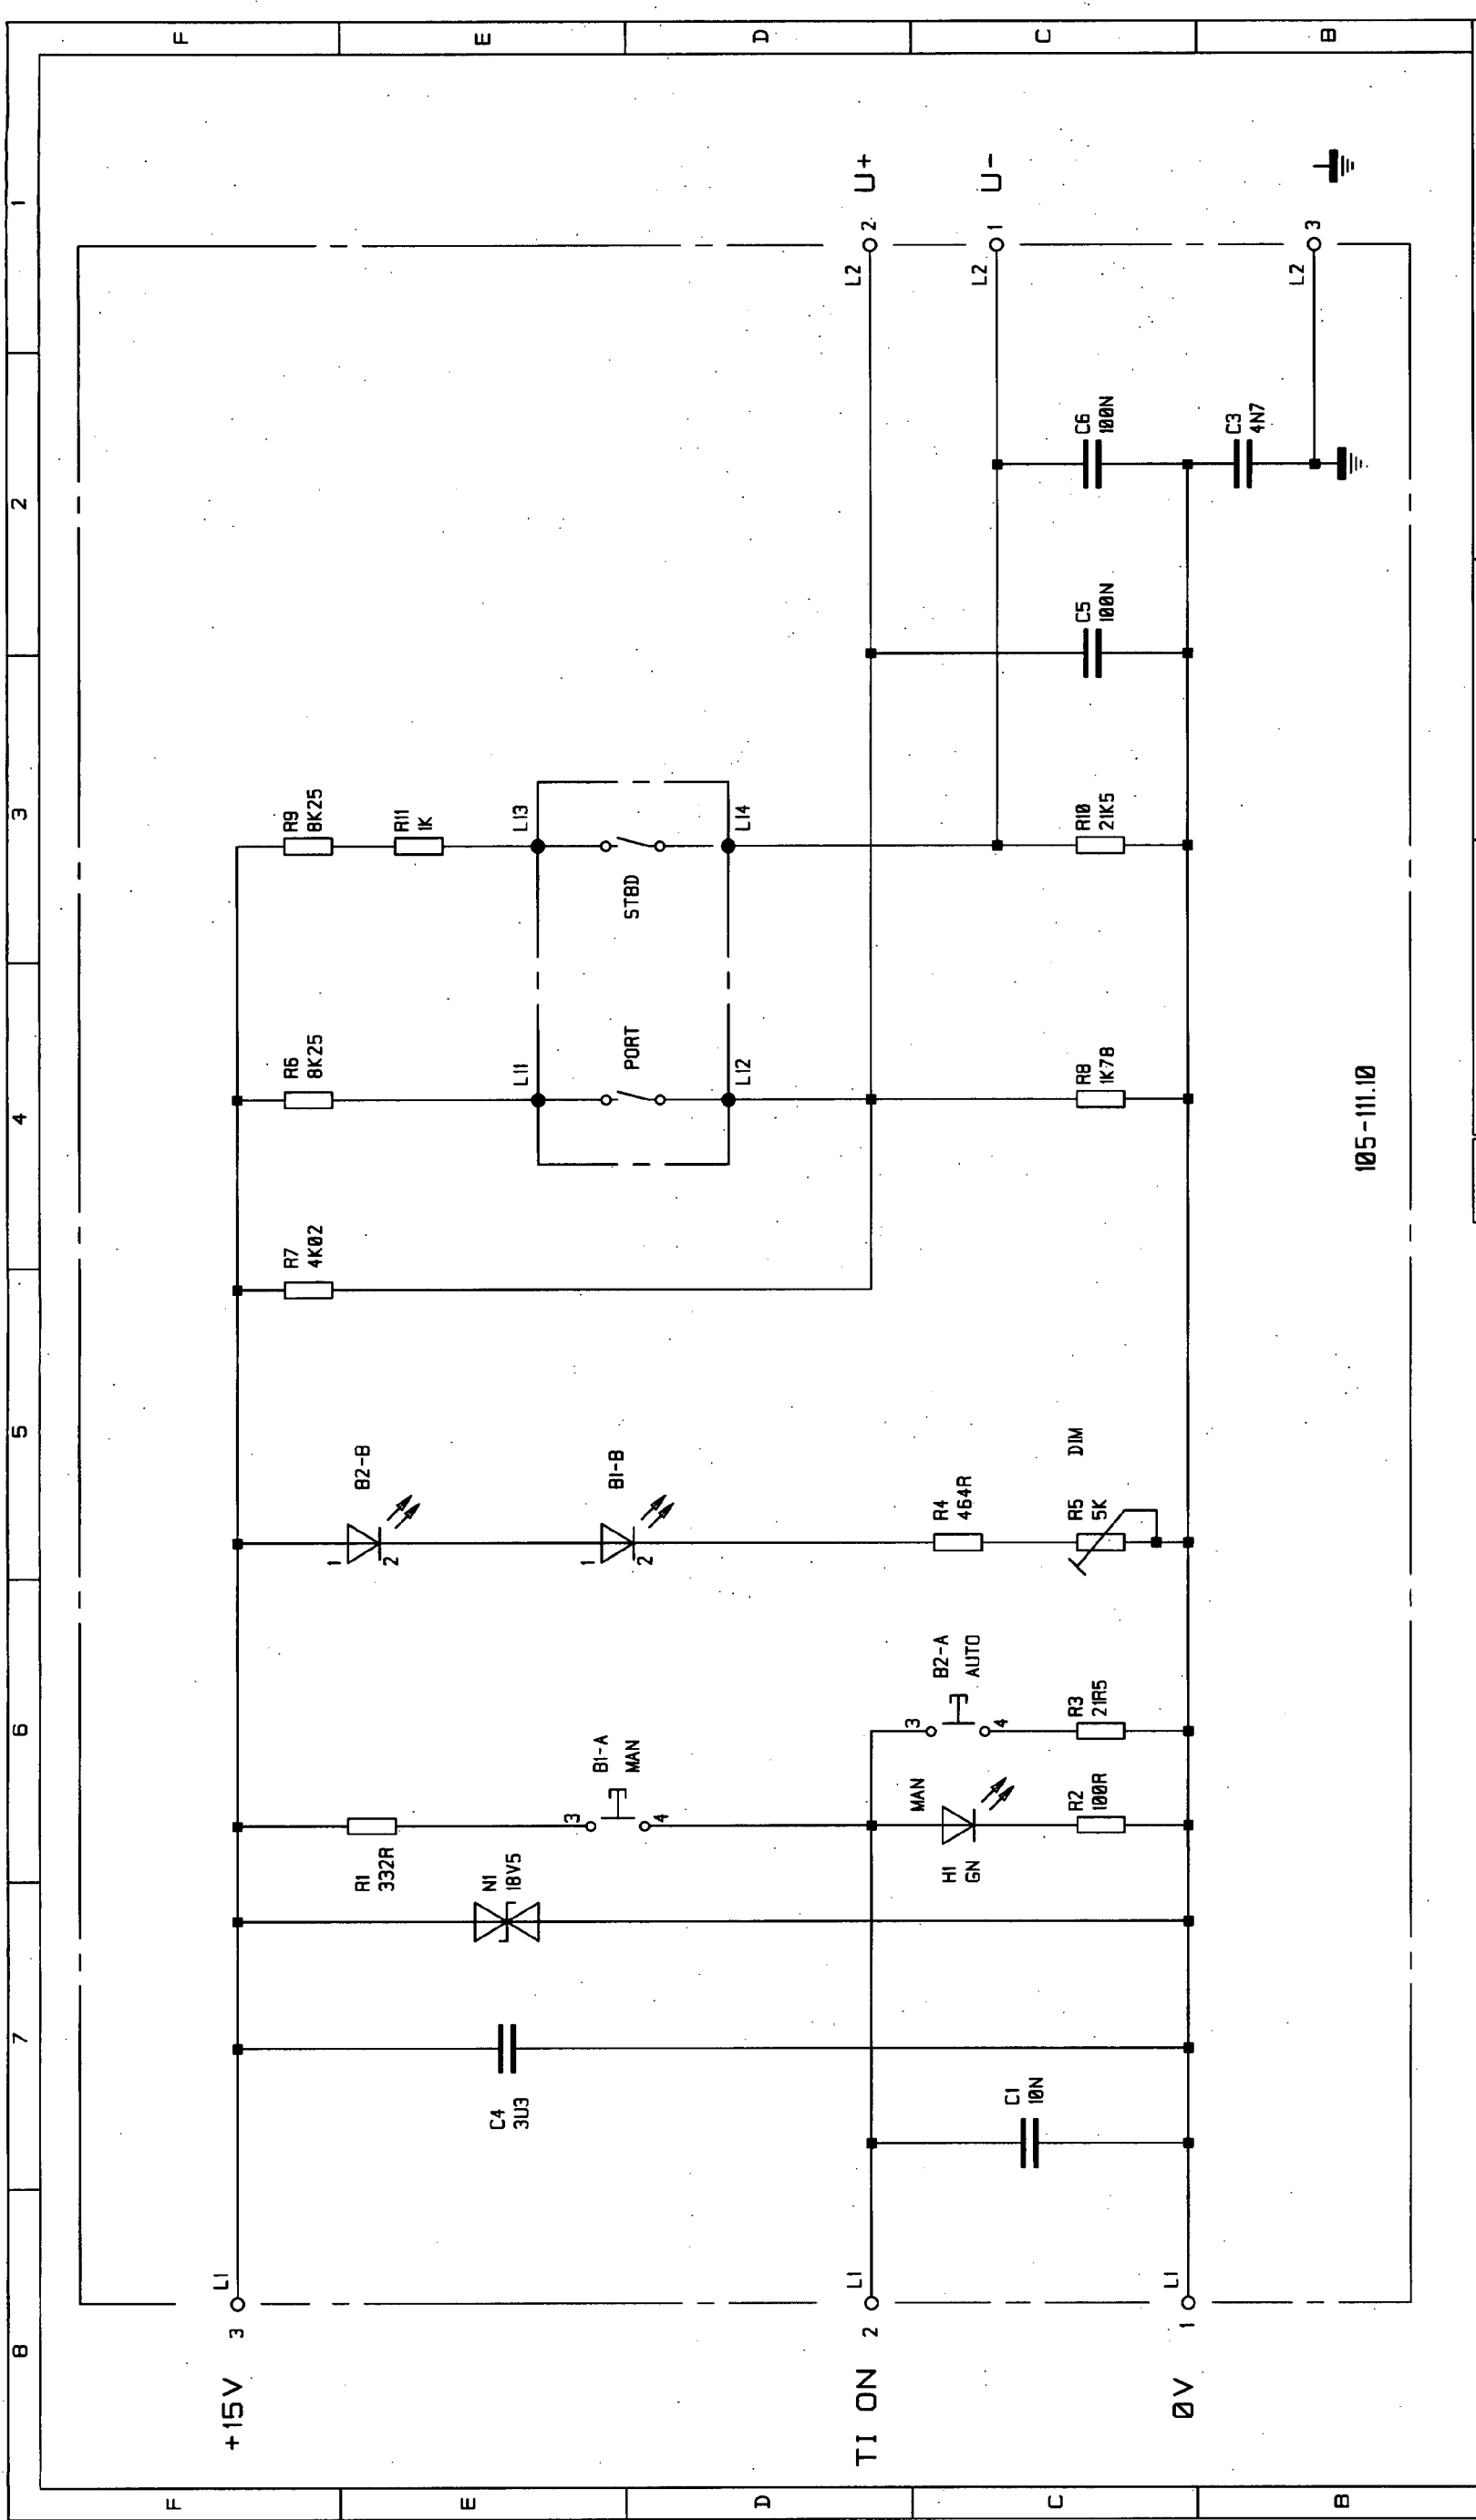 8 7 6 5 4 3 2 1
F
F
+15V
3
L1
R7
4K02
R6
8K25
R9
8K25
R11
1K
R1
332R
B2-B
1
2
E
E
C4
3U3
N1
18V5
B1-A
MAN
3
4
B1-B
1
2
L11
L13
PORT
STBD
L12
L14
D
D
TI ON
2
L1
L2
2
U+
MAN
H1
GN
B2-A
AUTO
3
4
R4
464R
L2
1
U-
C
C
C1
10N
R2
100R
R3
21R5
R5
5K
DIM
R8
1K78
R10
21K5
C5
100N
C6
100N
0V
1
L1
C3
4N7
L2
3
B
B
105-111.10